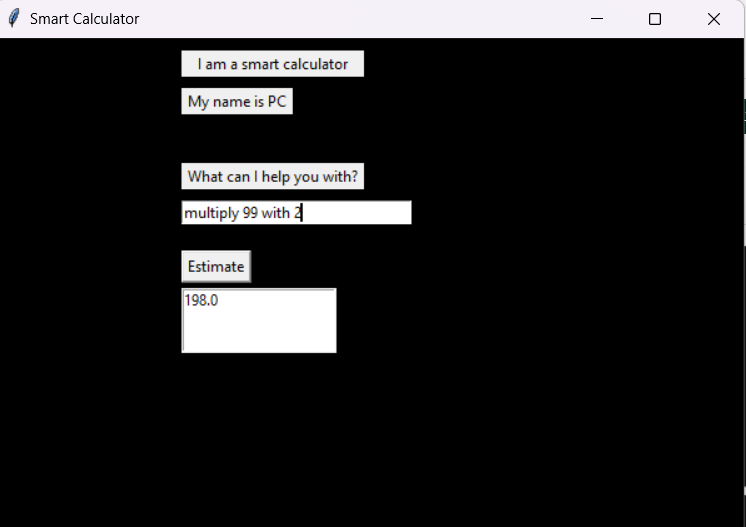 Smart Calculator
I am a smart calculator
My name is PC
What can I help you with?
multiply 99 with 2
Estimate
198.0